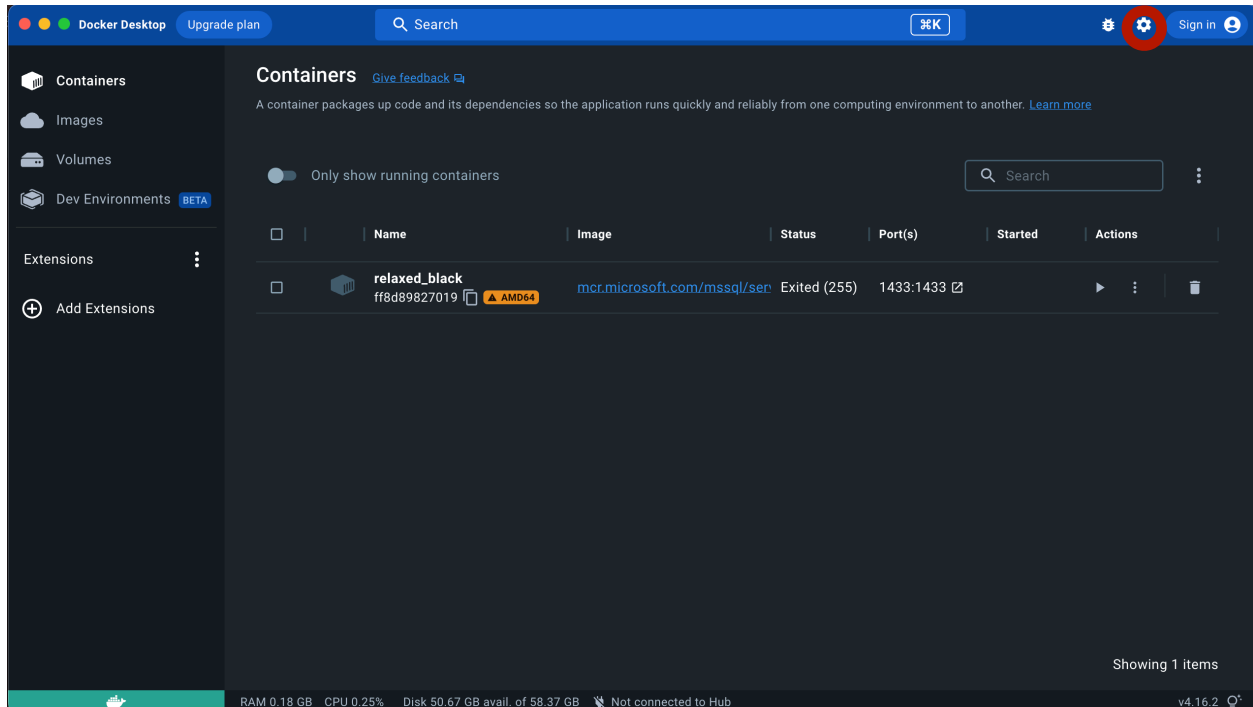 Docker Desktop Upgrade plan Search ⌘K Sign in
Containers
Images
Volumes
Dev Environments BETA
Extensions
Add Extensions
Containers Give feedback
A container packages up code and its dependencies so the application runs quickly and reliably from one computing environment to another. Learn more
Only show running containers Search
Name Image Status Port(s) Started Actions
relaxed_black
ff8d89827019 AMD64 mcr.microsoft.com/mssql/ser Exited (255) 1433:1433
Showing 1 items
RAM 0.18 GB CPU 0.25% Disk 50.67 GB avail. of 58.37 GB Not connected to Hub v4.16.2